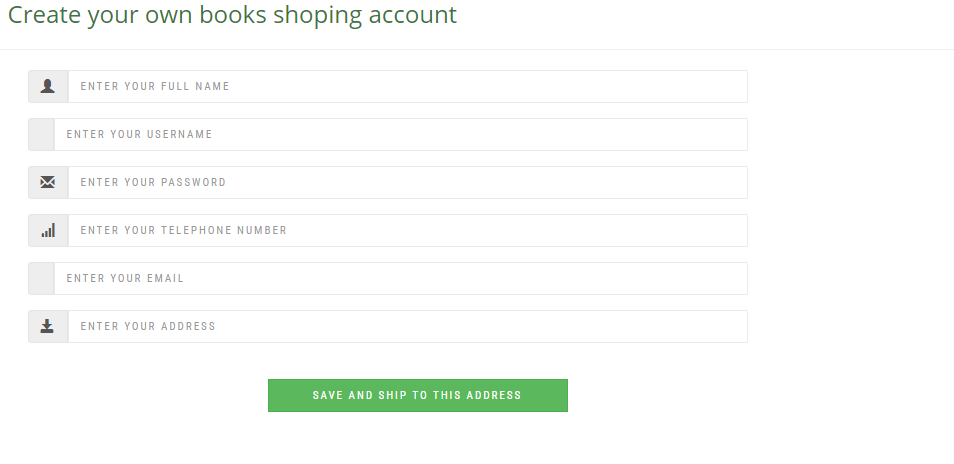 Create your own books shoping account
ENTER YOUR FULL NAME
ENTER YOUR USERNAME
ENTER YOUR PASSWORD
ENTER YOUR TELEPHONE NUMBER
ENTER YOUR EMAIL
ENTER YOUR ADDRESS
SAVE AND SHIP TO THIS ADDRESS